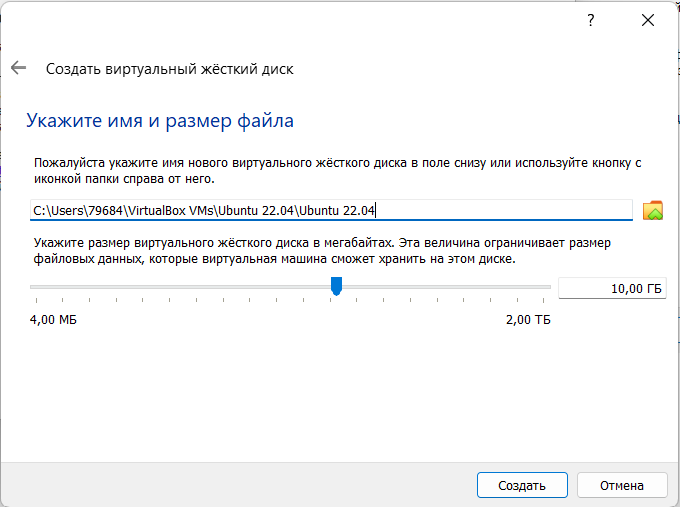 ?
Создать виртуальный жёсткий диск
Укажите имя и размер файла
Пожалуйста укажите имя нового виртуального жёсткого диска в поле снизу или используйте кнопку с
иконкой папки справа от него.
C:\Users\79684\VirtualBox VMs\Ubuntu 22.04\Ubuntu 22.04
Укажите размер виртуального жёсткого диска в мегабайтах. Эта величина ограничивает размер
файловых данных, которые виртуальная машина сможет хранить на этом диске.
10,00 ГБ
4,00 МБ 2,00 ТБ
Создать Отмена